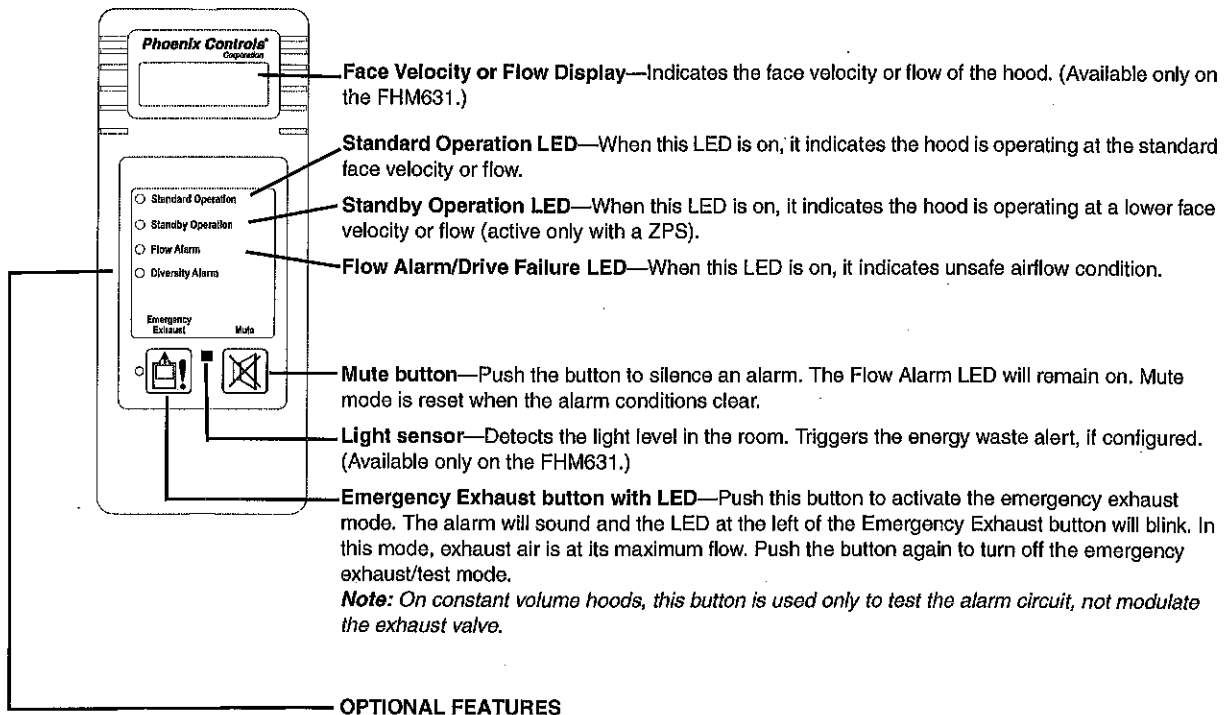 Phoenix Controls®
Corporation
Face Velocity or Flow Display—Indicates the face velocity or flow of the hood. (Available only on
the FHM631.)
Standard Operation LED—When this LED is on, it indicates the hood is operating at the standard
face velocity or flow.
Standard Operation
Standby Operation
Flow Alarm
Diversity Alarm
Standby Operation LED—When this LED is on, it indicates the hood is operating at a lower face
velocity or flow (active only with a ZPS).
Flow Alarm/Drive Failure LED—When this LED is on, it indicates unsafe airflow condition.
Emergency
Exhaust
Mute
Mute button—Push the button to silence an alarm. The Flow Alarm LED will remain on. Mute
mode is reset when the alarm conditions clear.
Light sensor—Detects the light level in the room. Triggers the energy waste alert, if configured.
(Available only on the FHM631.)
Emergency Exhaust button with LED—Push this button to activate the emergency exhaust
mode. The alarm will sound and the LED at the left of the Emergency Exhaust button will blink. In
this mode, exhaust air is at its maximum flow. Push the button again to turn off the emergency
exhaust/test mode.
Note: On constant volume hoods, this button is used only to test the alarm circuit, not modulate
the exhaust valve.
OPTIONAL FEATURES